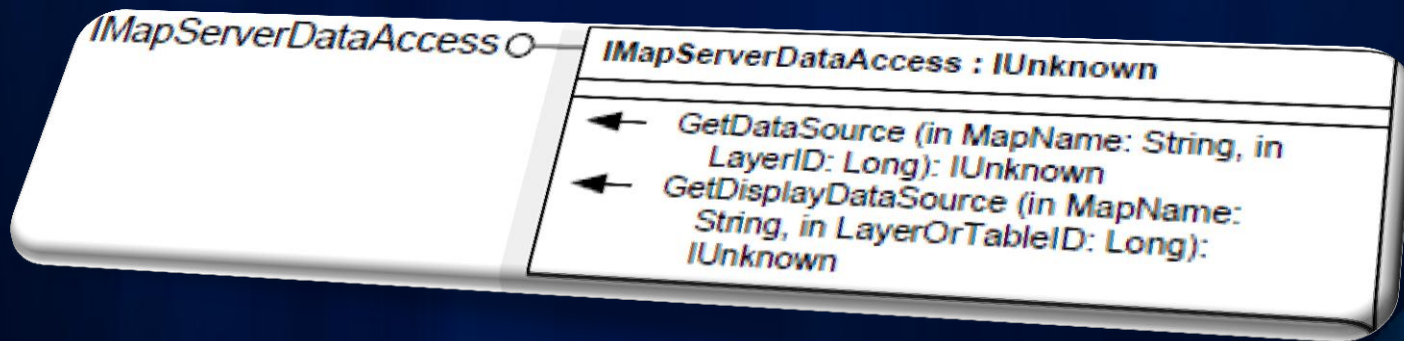 IMapServerDataAccess
IMapServerDataAccess : IUnknown
GetDataSource (in MapName: String, in
LayerID: Long): IUnknown
GetDisplayDataSource (in MapName:
String, in LayerOrTableID: Long):
IUnknown